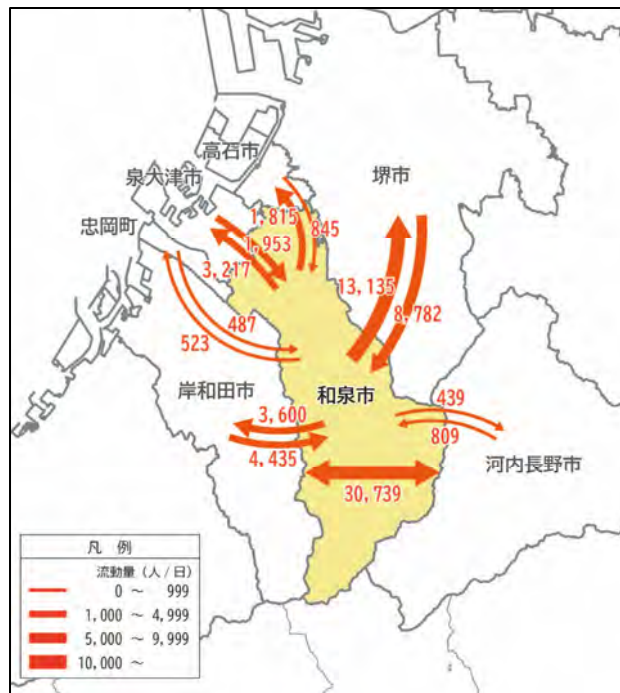 高石市
泉大津市
堺市
忠岡町
1,815
845
1,953
3,217
13,135
8,782
487
523
岸和田市
和泉市
3,600
439
4,435
809
河内長野市
30,739
凡 例
流動量（人／日）
0 ～ 999
1,000 ～ 4,999
5,000 ～ 9,999
10,000 ～